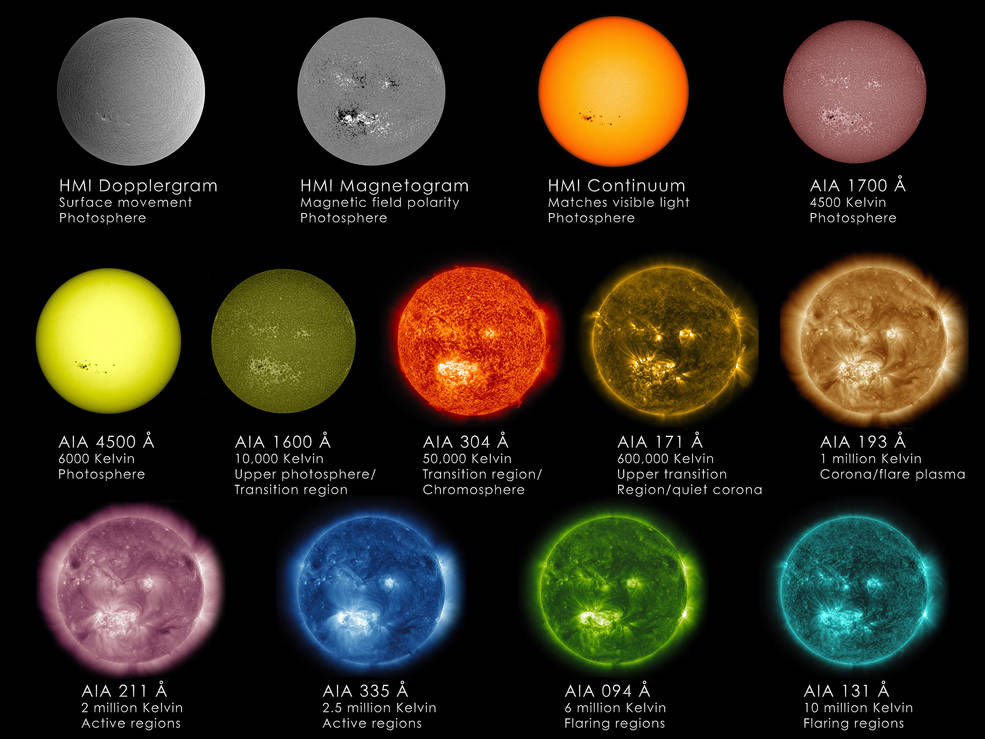 HMI Dopplergram
Surface movement
Photosphere
HMI Magnetogram
Magnetic field polarity
Photosphere
HMI Continuum
Matches visible light
Photosphere
AIA 1700 Å
4500 Kelvin
Photosphere
AIA 4500 Å
6000 Kelvin
Photosphere
AIA 1600 Å
10,000 Kelvin
Upper photosphere/
Transition region
AIA 304 Å
50,000 Kelvin
Transition region/
Chromosphere
AIA 171 Å
600,000 Kelvin
Upper transition
Region/quiet corona
AIA 193 Å
1 million Kelvin
Corona/flare plasma
AIA 211 Å
2 million Kelvin
Active regions
AIA 335 Å
2.5 million Kelvin
Active regions
AIA 094 Å
6 million Kelvin
Flaring regions
AIA 131 Å
10 million Kelvin
Flaring regions